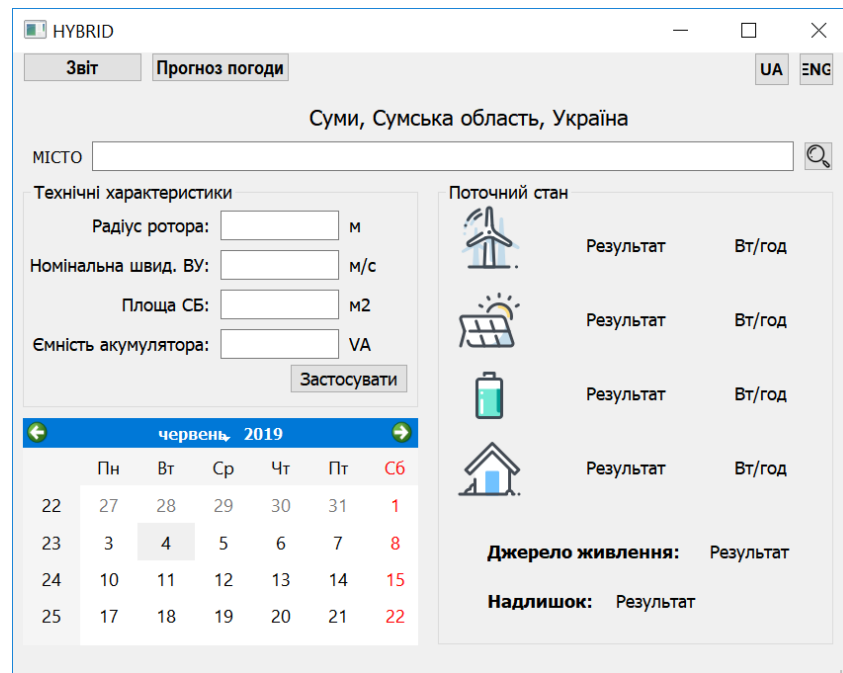 HYBRID
Звіт Прогноз погоди UA ENG
Суми, Сумська область, Україна
МІСТО
Технічні характеристики
Радіус ротора: м
Номінальна швид. ВУ: м/с
Площа СБ: м2
Ємність акумулятора: VA
Застосувати
червень, 2019
Пн Вт Ср Чт Пт Сб
22 27 28 29 30 31 1
23 3 4 5 6 7 8
24 10 11 12 13 14 15
25 17 18 19 20 21 22
Поточний стан
Результат Вт/год
Результат Вт/год
Результат Вт/год
Результат Вт/год
Джерело живлення: Результат
Надлишок: Результат